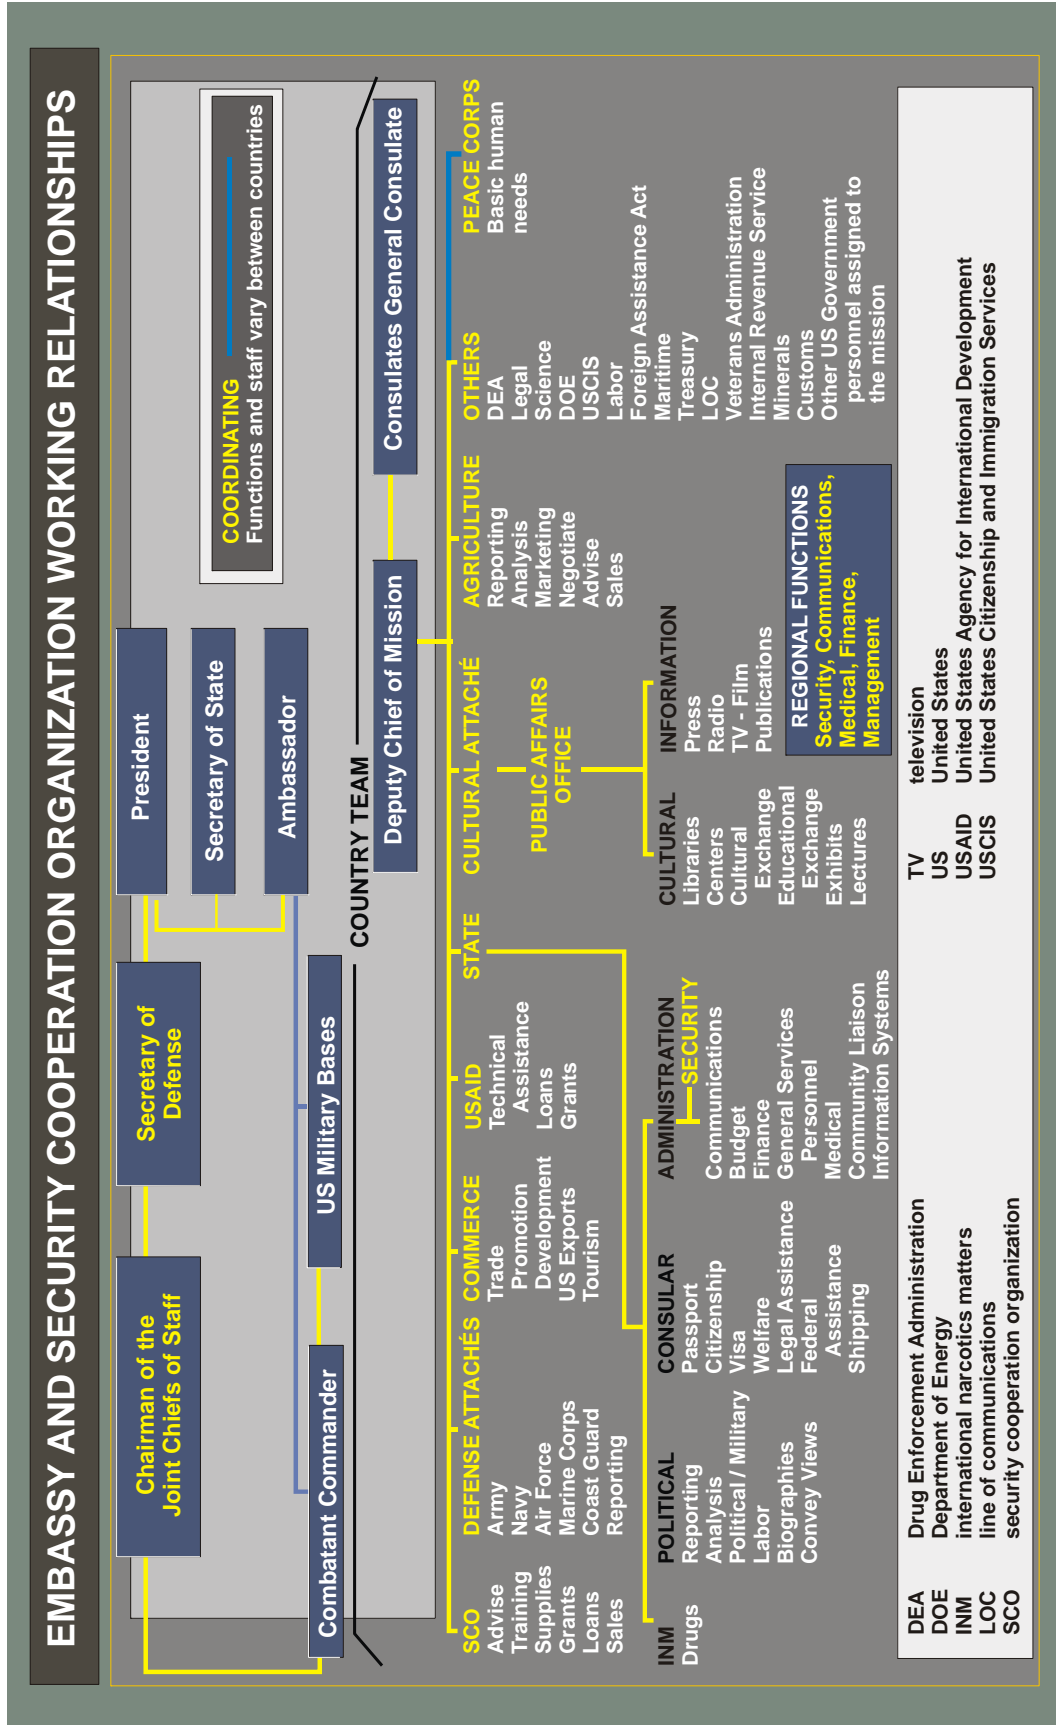 EMBASSY AND SECURITY COOPERATION ORGANIZATION WORKING RELATIONSHIPS
Chairman of the
Joint Chiefs of Staff
Secretary of
Defense
President
Secretary of State
Ambassador
COORDINATING
Functions and staff vary between countries
Combatant Commander
US Military Bases
COUNTRY TEAM
Deputy Chief of Mission
Consulates General Consulate
SCO
Advise
Training
Supplies
Grants
Loans
Sales
DEFENSE ATTACHÉS
Army
Navy
Air Force
Marine Corps
Coast Guard
Reporting
COMMERCE
Trade
Promotion
Development
US Exports
Tourism
USAID
Technical
Assistance
Loans
Grants
STATE
CULTURAL ATTACHÉ
PUBLIC AFFAIRS
OFFICE
AGRICULTURE
Reporting
Analysis
Marketing
Negotiate
Advise
Sales
OTHERS
DEA
Legal
Science
DOE
USCIS
Labor
Foreign Assistance Act
Maritime
Treasury
LOC
Veterans Administration
Internal Revenue Service
Minerals
Customs
Other US Government
personnel assigned to
the mission
PEACE CORPS
Basic human
needs
INM
Drugs
POLITICAL
Reporting
Analysis
Political / Military
Labor
Biographies
Convey Views
CONSULAR
Passport
Citizenship
Visa
Welfare
Legal Assistance
Federal
Assistance
Shipping
ADMINISTRATION
SECURITY
Communications
Budget
Finance
General Services
Personnel
Medical
Community Liaison
Information Systems
CULTURAL
Libraries
Centers
Cultural
Exchange
Educational
Exchange
Exhibits
Lectures
INFORMATION
Press
Radio
TV - Film
Publications
REGIONAL FUNCTIONS
Security, Communications,
Medical, Finance,
Management
DEA Drug Enforcement Administration
DOE Department of Energy
INM international narcotics matters
LOC line of communications
SCO security cooperation organization
TV television
US United States
USAID United States Agency for International Development
USCIS United States Citizenship and Immigration Services